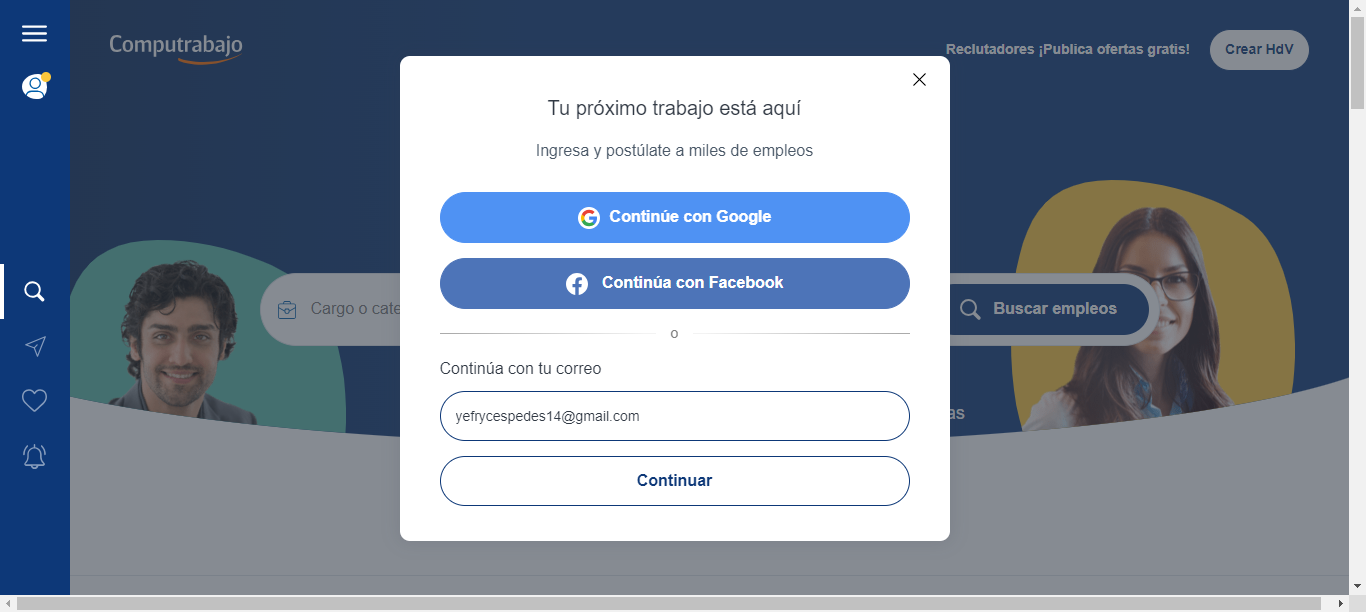 Computrabajo
Reclutadores ¡Publica ofertas gratis!
Crear HdV
Tu próximo trabajo está aquí
Ingresa y postúlate a miles de empleos
Continúe con Google
Continúa con Facebook
Cargo o cate
Buscar empleos
o
Continúa con tu correo
yefrycespedes14@gmail.com
as
Continuar